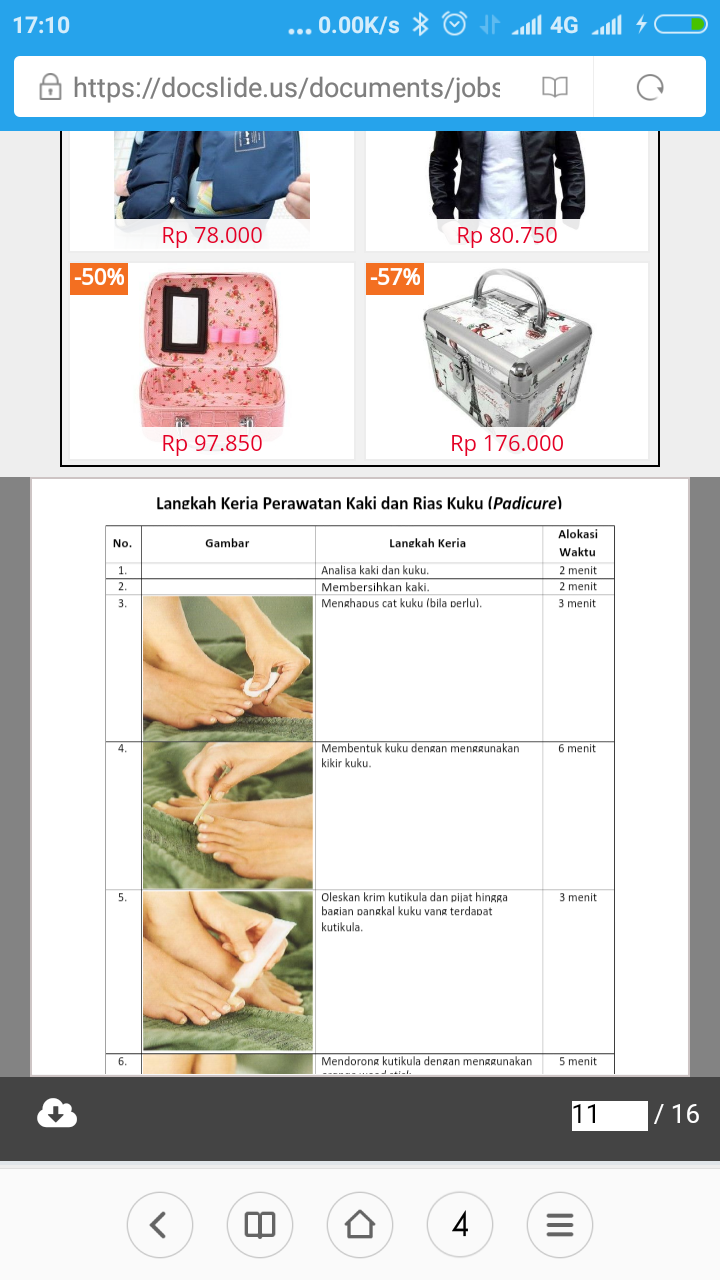 17:10
... 0.00K/s 4G
https://docslide.us/documents/jobs
Rp 78.000
Rp 80.750
-50%
-57%
Rp 97.850
Rp 176.000
Langkah Kerja Perawatan Kaki dan Rias Kuku (Padicure)
No. Gambar Langkah Kerja Alokasi Waktu
1. Analisa kaki dan kuku. 2 menit
2. Membersihkan kaki. 2 menit
3. Menghapus cat kuku (bila perlu). 3 menit
4. Membentuk kuku dengan menggunakan 6 menit
kikir kuku.
5. Oleskan krim kutikula dan pijat hingga 3 menit
bagian pangkal kuku yang terdapat
kutikula.
6. Mendorong kutikula dengan menggunakan 5 menit
11 / 16
4